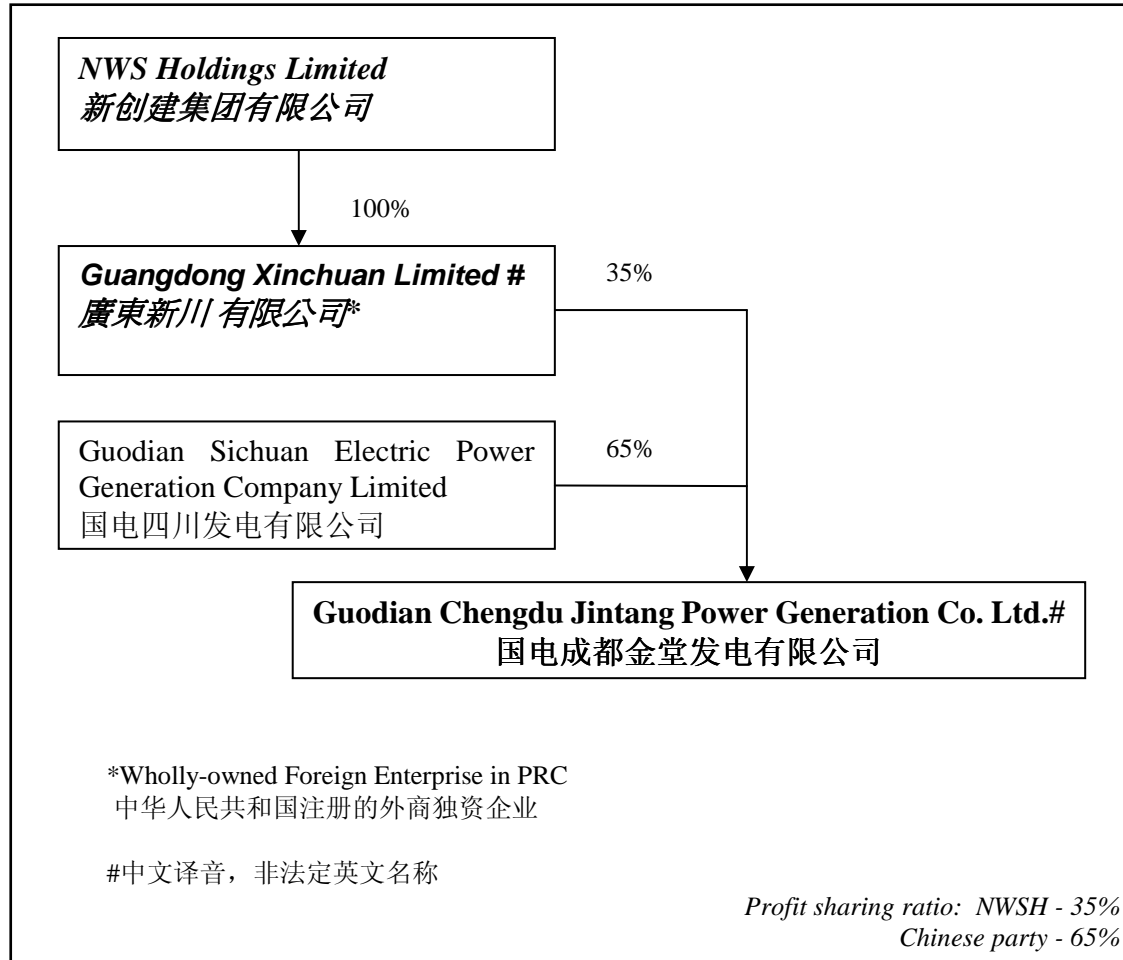 NWS Holdings Limited
新创建集团有限公司
100%
Guangdong Xinchuan Limited #
廣東新川 有限公司*
35%
Guodian Sichuan Electric Power
Generation Company Limited
国电四川发电有限公司
65%
Guodian Chengdu Jintang Power Generation Co. Ltd.#
国电成都金堂发电有限公司
*Wholly-owned Foreign Enterprise in PRC
中华人民共和国注册的外商独资企业
#中文译音，非法定英文名称
Profit sharing ratio: NWSH - 35%
Chinese party - 65%